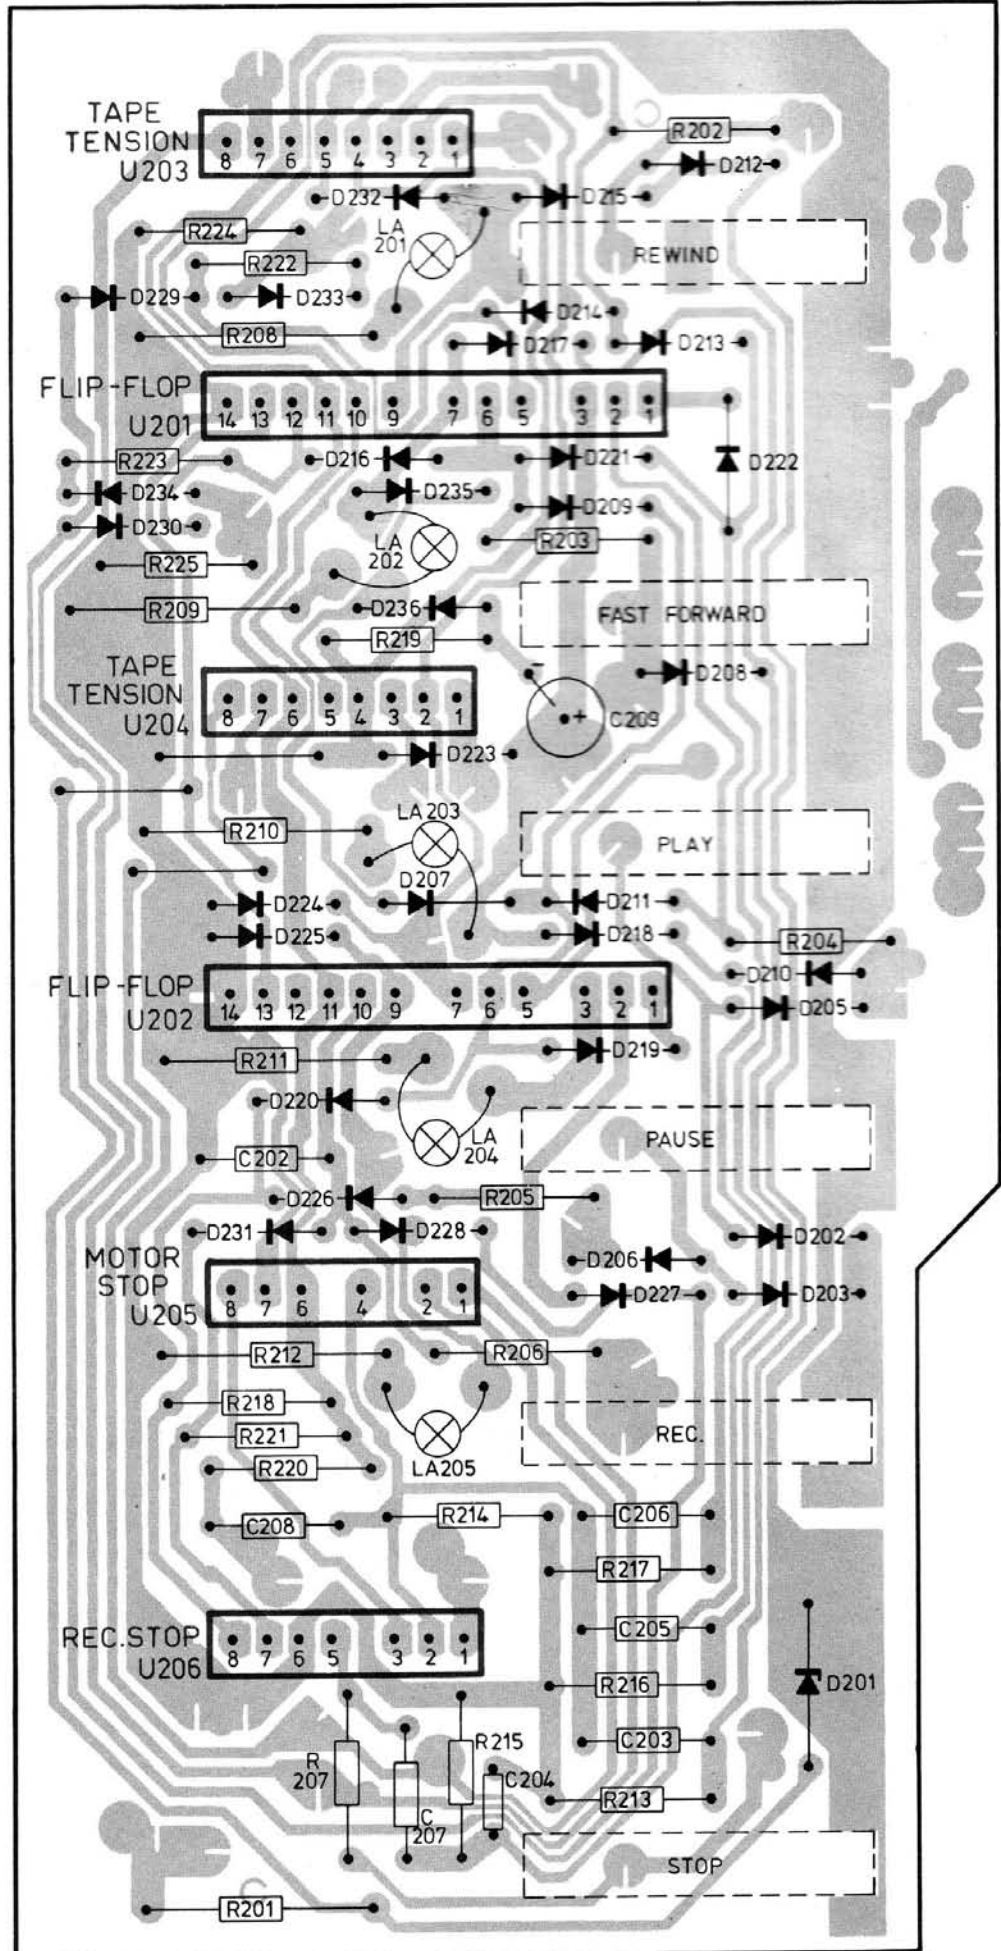 TAPE
TENSION
U203
8 7 6 5 4 3 2 1
R202
D212
D232
D215
LA
201
R224
REWIND
R222
D229
D233
D214
R208
D217
D213
FLIP-FLOP
U201
14 13 12 11 10 9 7 6 5 3 2 1
R223
D216
D221
D222
D234
D235
D230
D209
LA
202
R203
R225
R209
D236
FAST FORWARD
R219
TAPE
TENSION
U204
8 7 6 5 4 3 2 1
D208
-
+
C209
D223
LA203
R210
PLAY
D207
D224
D211
D225
D218
R204
D210
D205
FLIP-FLOP
U202
14 13 12 11 10 9 7 6 5 3 2 1
R211
D219
D220
LA
204
PAUSE
C202
D226
R205
D231
D228
D202
D206
MOTOR
STOP
U205
8 7 6 4 2 1
D227
D203
R212
R206
R218
R221
REC.
LA205
R220
C208
R214
C206
R217
REC.STOP
U206
8 7 6 5 3 2 1
C205
R216
D201
R
207
R215
C203
C204
C
207
R213
STOP
R201